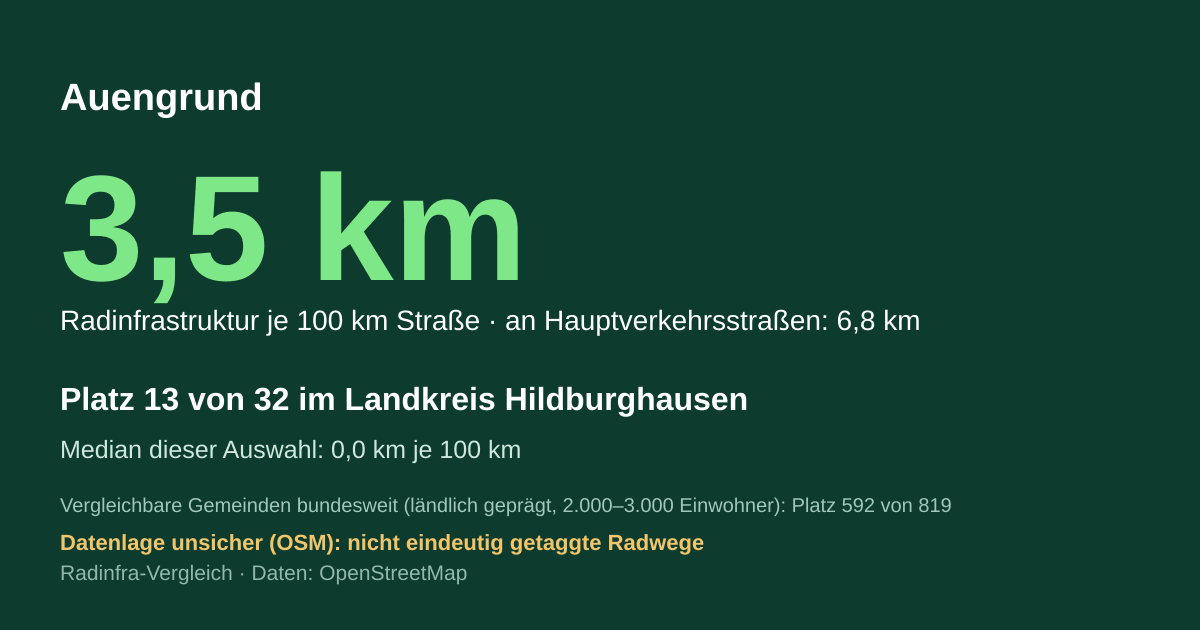 Auengrund
3,5 km
Radinfrastruktur je 100 km Straße · an Hauptverkehrsstraßen: 6,8 km
Platz 13 von 32 im Landkreis Hildburghausen
Median dieser Auswahl: 0,0 km je 100 km
Vergleichbare Gemeinden bundesweit (ländlich geprägt, 2.000–3.000 Einwohner): Platz 592 von 819
Datenlage unsicher (OSM): nicht eindeutig getaggte Radwege
Radinfra-Vergleich · Daten: OpenStreetMap